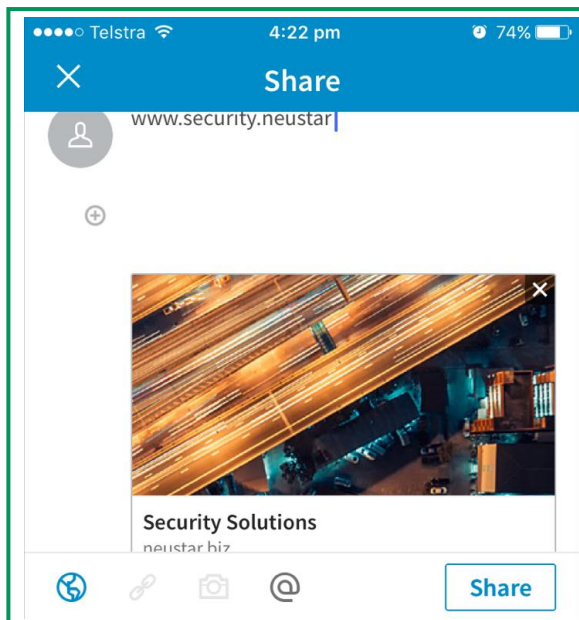 Telstra 4:22 pm 74%
Share
www.security.neustar
Security Solutions
neustar.biz
@
Share